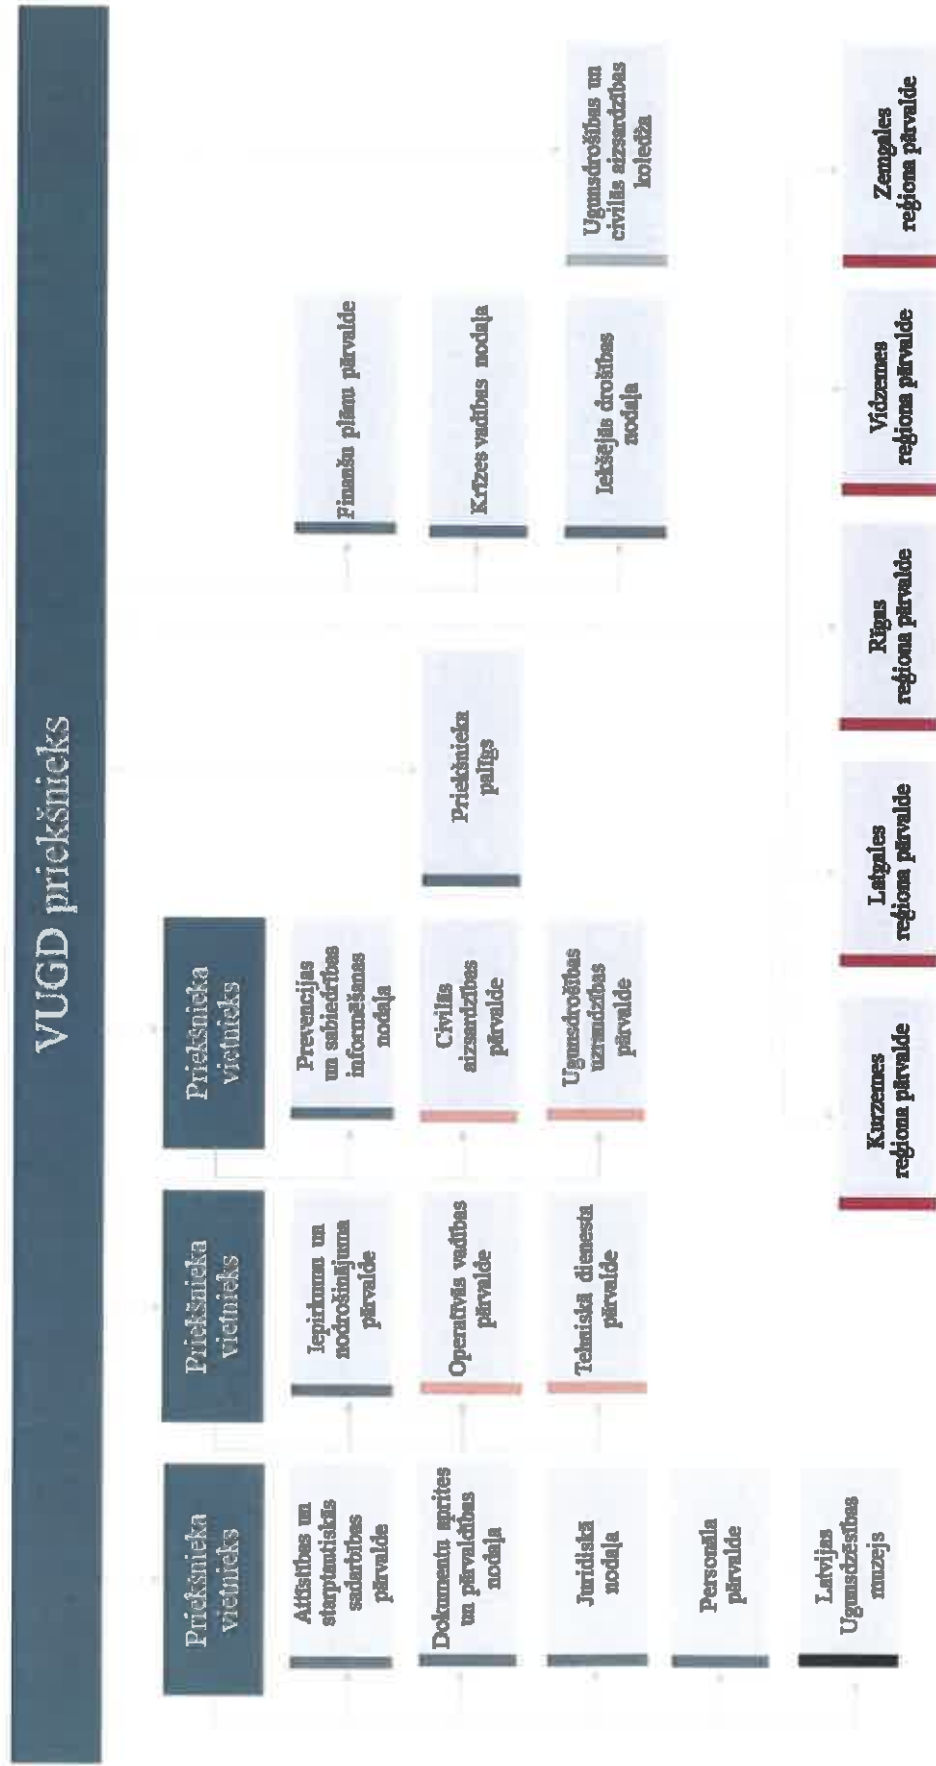 VUGD priekšnieks
Priekšnieka
vietnieks
Attīstības un
starptautiskās
sadarbības
pārvalde
Dokumentu aprites
un pārvaldības
nodaļa
Juridiskā
nodaļa
Personāla
pārvalde
Latvijas
Ugunsdzēsības
muzejs
Priekšnieka
vietnieks
Iepirkumu un
nodrošinājuma
pārvalde
Operatīvās vadības
pārvalde
Tehniskā dienesta
pārvalde
Priekšnieka
vietnieks
Prevencijas
un sabiedrības
informēšanas
nodaļa
Civilās
aizsardzības
pārvalde
Ugunsdrošības
uzraudzības
pārvalde
Priekšnieka
palīgs
Finanšu plānu pārvalde
Krīzes vadības nodaļa
Iekšējās drošības
nodaļa
Ugunsdrošības un
civilās aizsardzības
koledža
Kurzemes
reģiona pārvalde
Latgales
reģiona pārvalde
Rīgas
reģiona pārvalde
Vidzemes
reģiona pārvalde
Zemgales
reģiona pārvalde